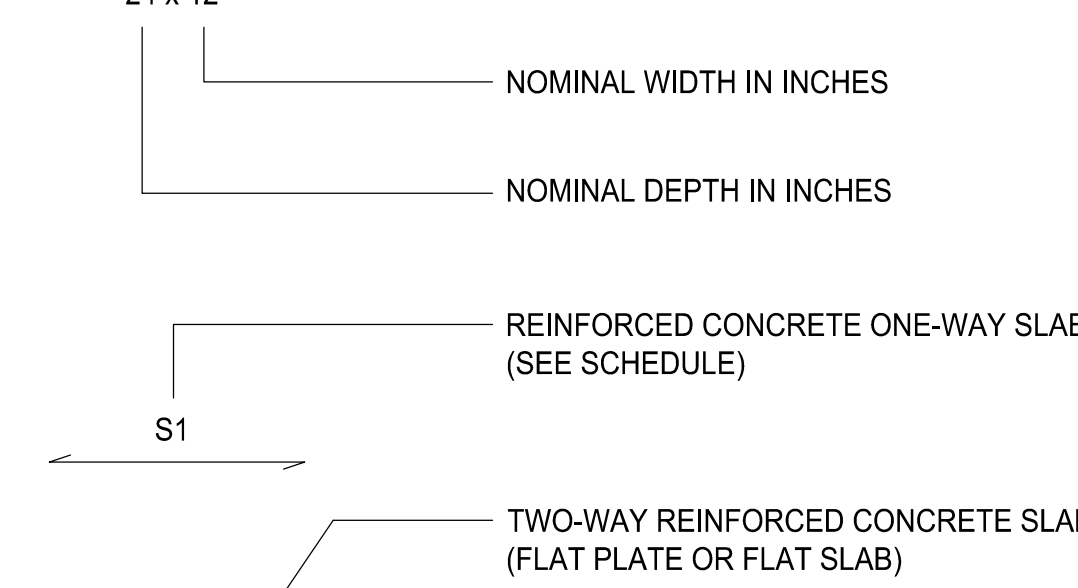 NOMINAL WIDTH IN INCHES
NOMINAL DEPTH IN INCHES
REINFORCED CONCRETE ONE-WAY
(SEE SCHEDULE)
S1
TWO-WAY REINFORCED CONCRETE
(FLAT PLATE OR FLAT SLAB)